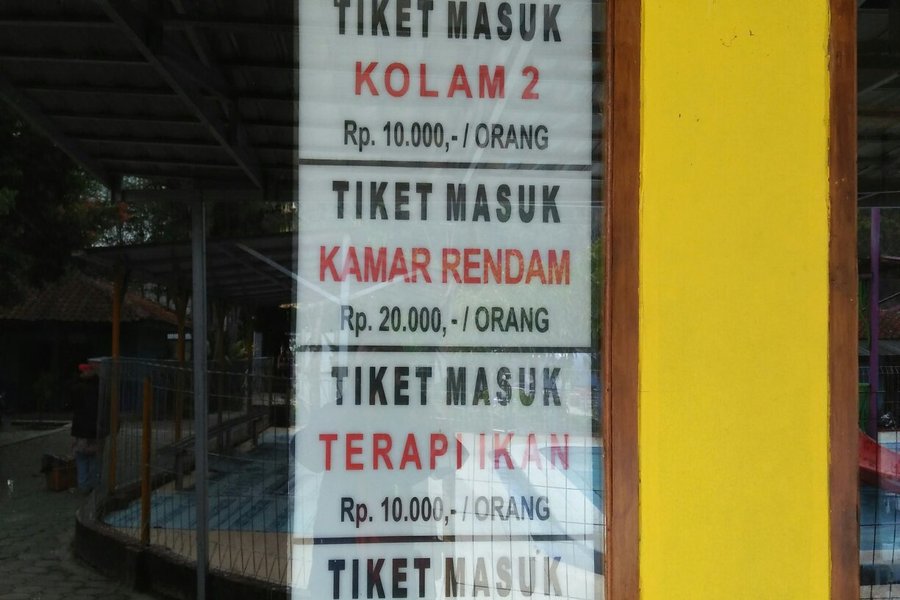 TIKET MASUK
KOLAM 2
Rp. 10.000,- / ORANG
TIKET MASUK
KAMAR RENDAM
Rp. 20.000,- / ORANG
TIKET MASUK
TERAPI IKAN
Rp. 10.000,- / ORANG
TIKET MASUK